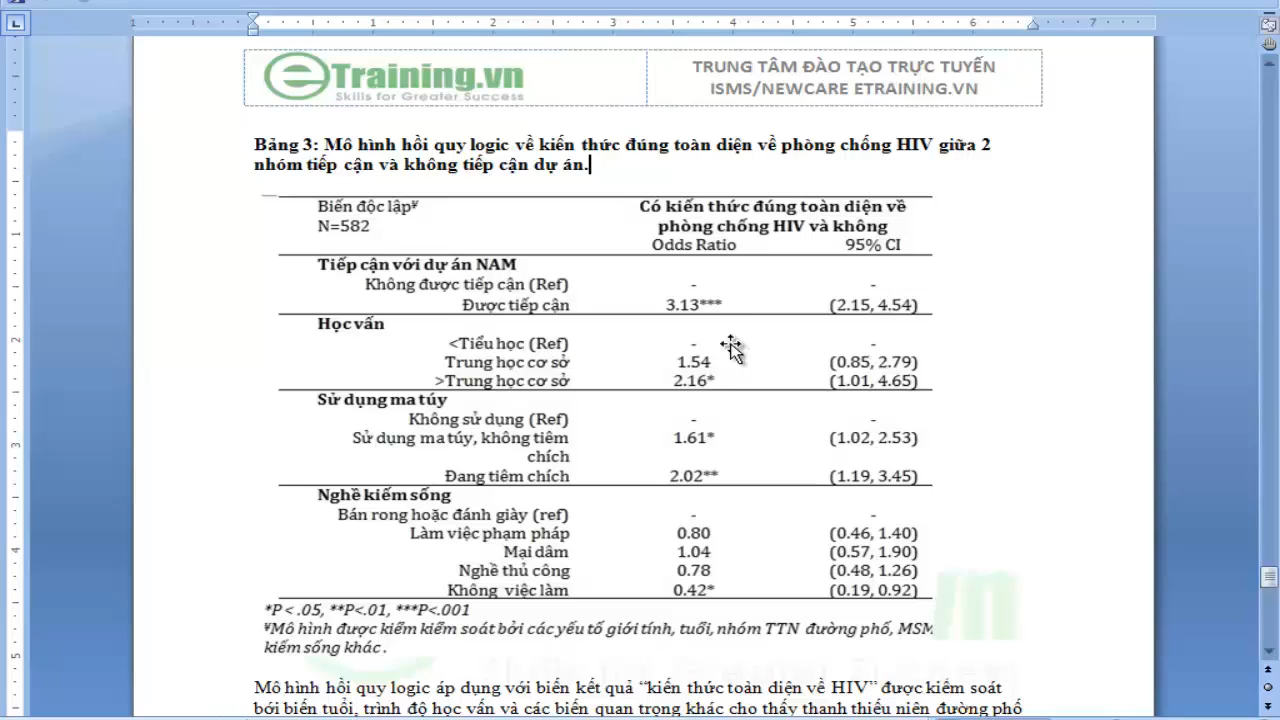 1 1 2 3 4 5 6 7
eTraining.vn
Skills for Greater Success
TRUNG TÂM ĐÀO TẠO TRỰC TUYẾN
ISMS/NEWCARE ETRAINING.VN
Bảng 3: Mô hình hồi quy logic về kiến thức đúng toàn diện về phòng chống HIV giữa 2
nhóm tiếp cận và không tiếp cận dự án.
Biến độc lập¥ Có kiến thức đúng toàn diện về
N=582 phòng chống HIV và không
Odds Ratio 95% CI
Tiếp cận với dự án NAM
Không được tiếp cận (Ref) - -
Được tiếp cận 3.13*** (2.15, 4.54)
Học vấn
<Tiểu học (Ref) - -
Trung học cơ sở 1.54 (0.85, 2.79)
>Trung học cơ sở 2.16* (1.01, 4.65)
Sử dụng ma túy
Không sử dụng (Ref) - -
Sử dụng ma túy, không tiêm 1.61* (1.02, 2.53)
chích
Đang tiêm chích 2.02** (1.19, 3.45)
Nghề kiếm sống
Bán rong hoặc đánh giày (ref) - -
Làm việc phạm pháp 0.80 (0.46, 1.40)
Mại dâm 1.04 (0.57, 1.90)
Nghề thủ công 0.78 (0.48, 1.26)
Không việc làm 0.42* (0.19, 0.92)
*P < .05, **P<.01, ***P<.001
¥Mô hình được kiểm kiểm soát bởi các yếu tố giới tính, tuổi, nhóm TTN đường phố, MSM
kiếm sống khác .
Mô hình hồi quy logic áp dụng với biến kết quả “kiến thức toàn diện về HIV” được kiểm soát
bởi biến tuổi, trình độ học vấn và các biến quan trọng khác cho thấy thanh thiếu niên đường phố
1
2
3
4
5